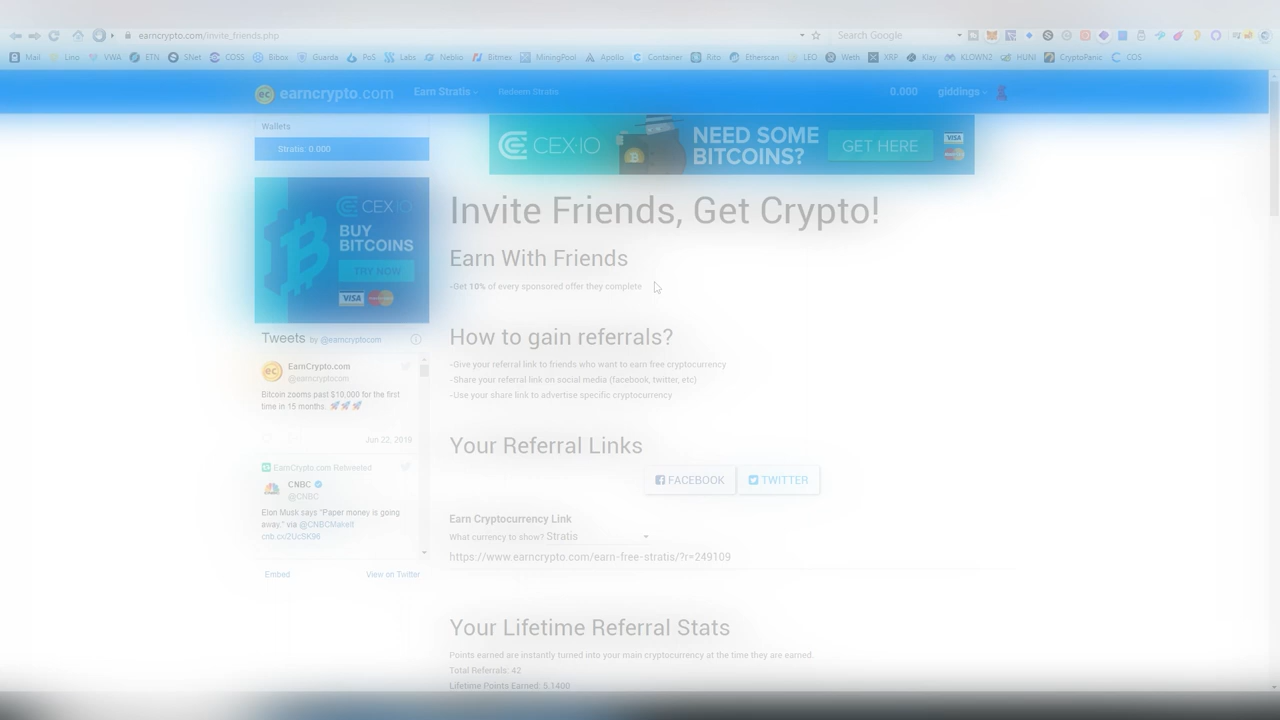 earncrypto.com/invite_friends.php
Search Google
Mail Lino VWA ETN SNet COSS Bibox Guarda PoS Labs Neblio Bitmex MiningPool Apollo Container Rito Etherscan LEO Weth XRP Klay KLOWN2 HUNI CryptoPanic COS
ec earncrypto.com Earn Stratis Redeem Stratis 0.000 giddings
Wallets
Stratis: 0.000
CEX.IO NEED SOME BITCOINS? GET HERE VISA
CEX.IO
BUY
BITCOINS
TRY NOW
VISA
Invite Friends, Get Crypto!
Earn With Friends
-Get 10% of every sponsored offer they complete
How to gain referrals?
-Give your referral link to friends who want to earn free cryptocurrency
-Share your referral link on social media (facebook, twitter, etc)
-Use your share link to advertise specific cryptocurrency
Your Referral Links
FACEBOOK TWITTER
Earn Cryptocurrency Link
What currency to show? Stratis
https://www.earncrypto.com/earn-free-stratis/?r=249109
Your Lifetime Referral Stats
Points earned are instantly turned into your main cryptocurrency at the time they are earned.
Total Referrals: 42
Lifetime Points Earned: 5.1400
Tweets by @earncryptocom
EarnCrypto.com
@earncryptocom
Bitcoin zooms past $10,000 for the first
time in 15 months. 🚀🚀🚀
Jun 22, 2019
EarnCrypto.com Retweeted
CNBC
@CNBC
Elon Musk says "Paper money is going
away," via @CNBCMakeIt
cnb.cx/2UcSK96
Embed View on Twitter